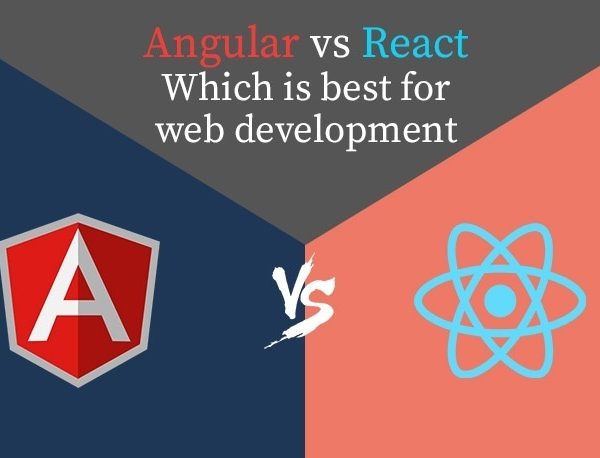 Angular vs React
Which is best for
web development
A
VS